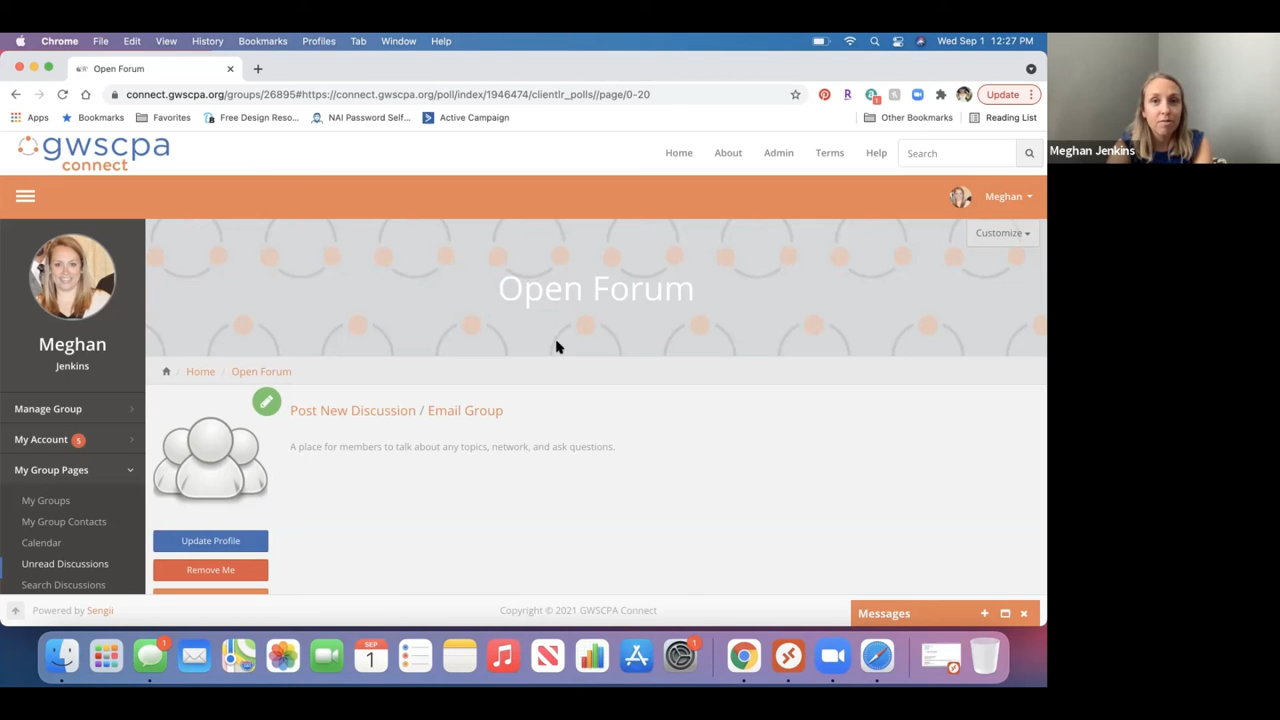 Chrome File Edit View History Bookmarks Profiles Tab Window Help Wed Sep 1 12:27 PM
Open Forum
connect.gwscpa.org/groups/26895#https://connect.gwscpa.org/poll/index/1946474/clientlr_polls//page/0-20 Update
Apps Bookmarks Favorites Free Design Reso... NAI Password Self... Active Campaign Other Bookmarks Reading List
gwscpa
connect
Home About Admin Terms Help Search
Meghan Jenkins
Meghan
Customize
Open Forum
Meghan
Jenkins
Home / Open Forum
Manage Group
My Account 5
My Group Pages
My Groups
My Group Contacts
Calendar
Unread Discussions
Search Discussions
Post New Discussion / Email Group
A place for members to talk about any topics, network, and ask questions.
Update Profile
Remove Me
Powered by Sengii
Copyright © 2021 GWSCPA Connect
Messages
1
SEP
1
1